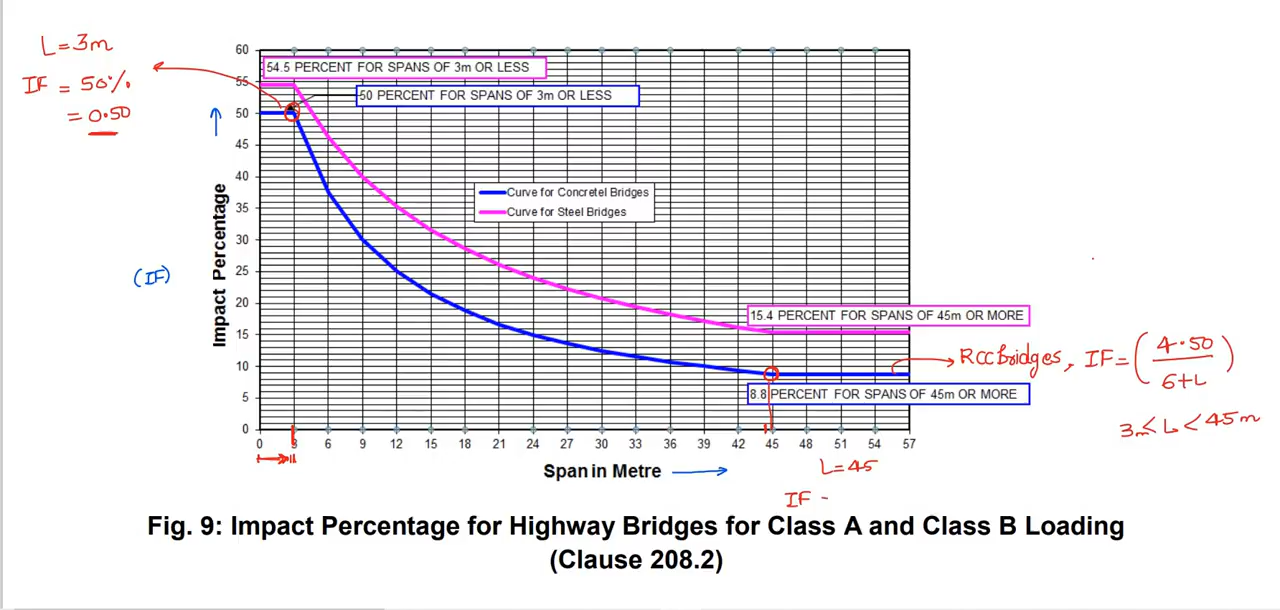 L=3m
IF = 50%
= 0.50
(IF)
Impact Percentage
60
55
50
45
40
35
30
25
20
15
10
5
0
54.5 PERCENT FOR SPANS OF 3m OR LESS
50 PERCENT FOR SPANS OF 3m OR LESS
Curve for Concretel Bridges
Curve for Steel Bridges
15.4 PERCENT FOR SPANS OF 45m OR MORE
8.8 PERCENT FOR SPANS OF 45m OR MORE
RCC Bridges, IF = (4.50 / 6+L)
3m ≤ L < 45m
0 3 6 9 12 15 18 21 24 27 30 33 36 39 42 45 48 51 54 57
Span in Metre
L=45
IF -
Fig. 9: Impact Percentage for Highway Bridges for Class A and Class B Loading
(Clause 208.2)